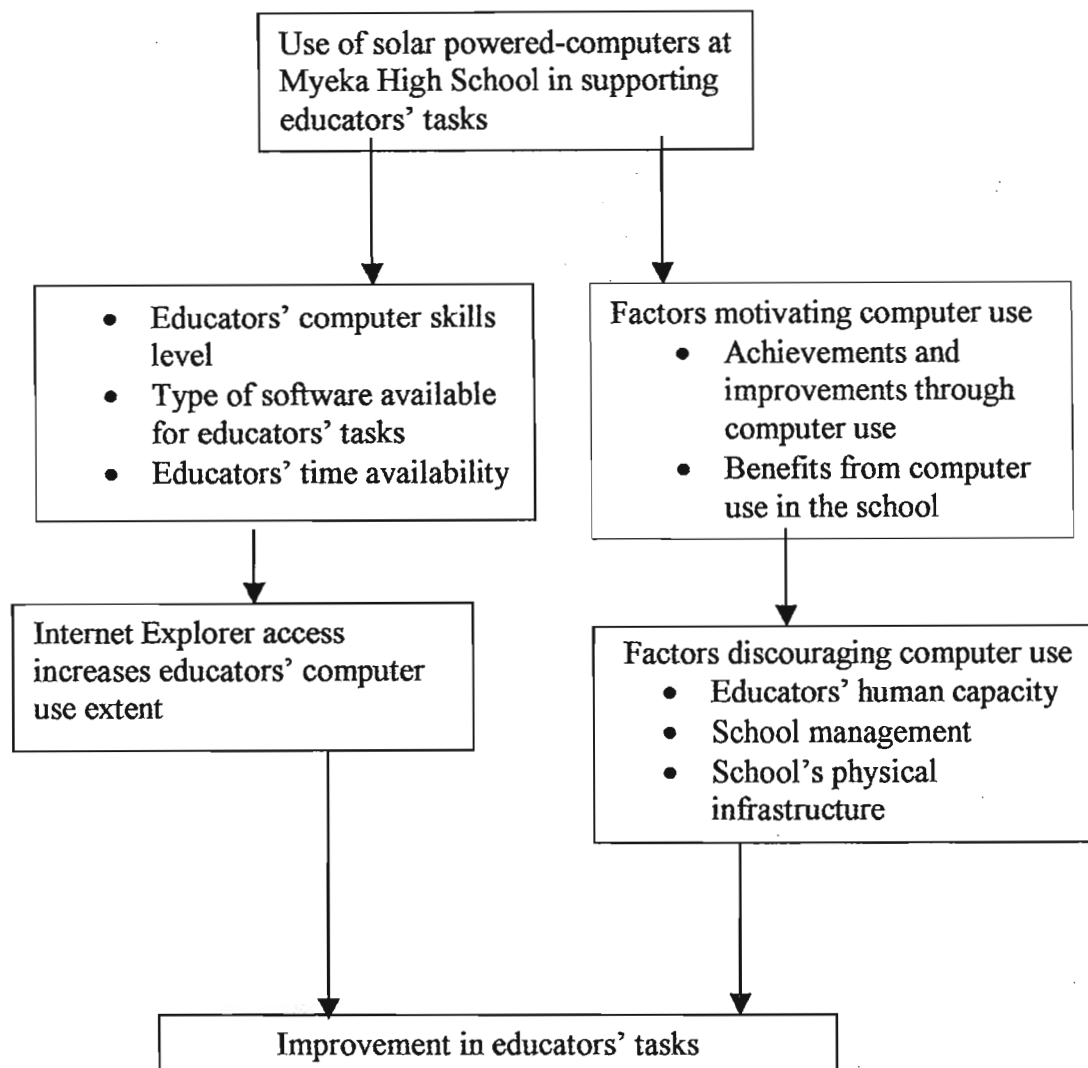 Use of solar powered-computers at
Myeka High School in supporting
educators’ tasks
• Educators’ computer skills
level
• Type of software available
for educators’ tasks
• Educators’ time availability
Factors motivating computer use
• Achievements and
improvements through
computer use
• Benefits from computer
use in the school
Internet Explorer access
increases educators’ computer
use extent
Factors discouraging computer use
• Educators’ human capacity
• School management
• School’s physical
infrastructure
Improvement in educators’ tasks